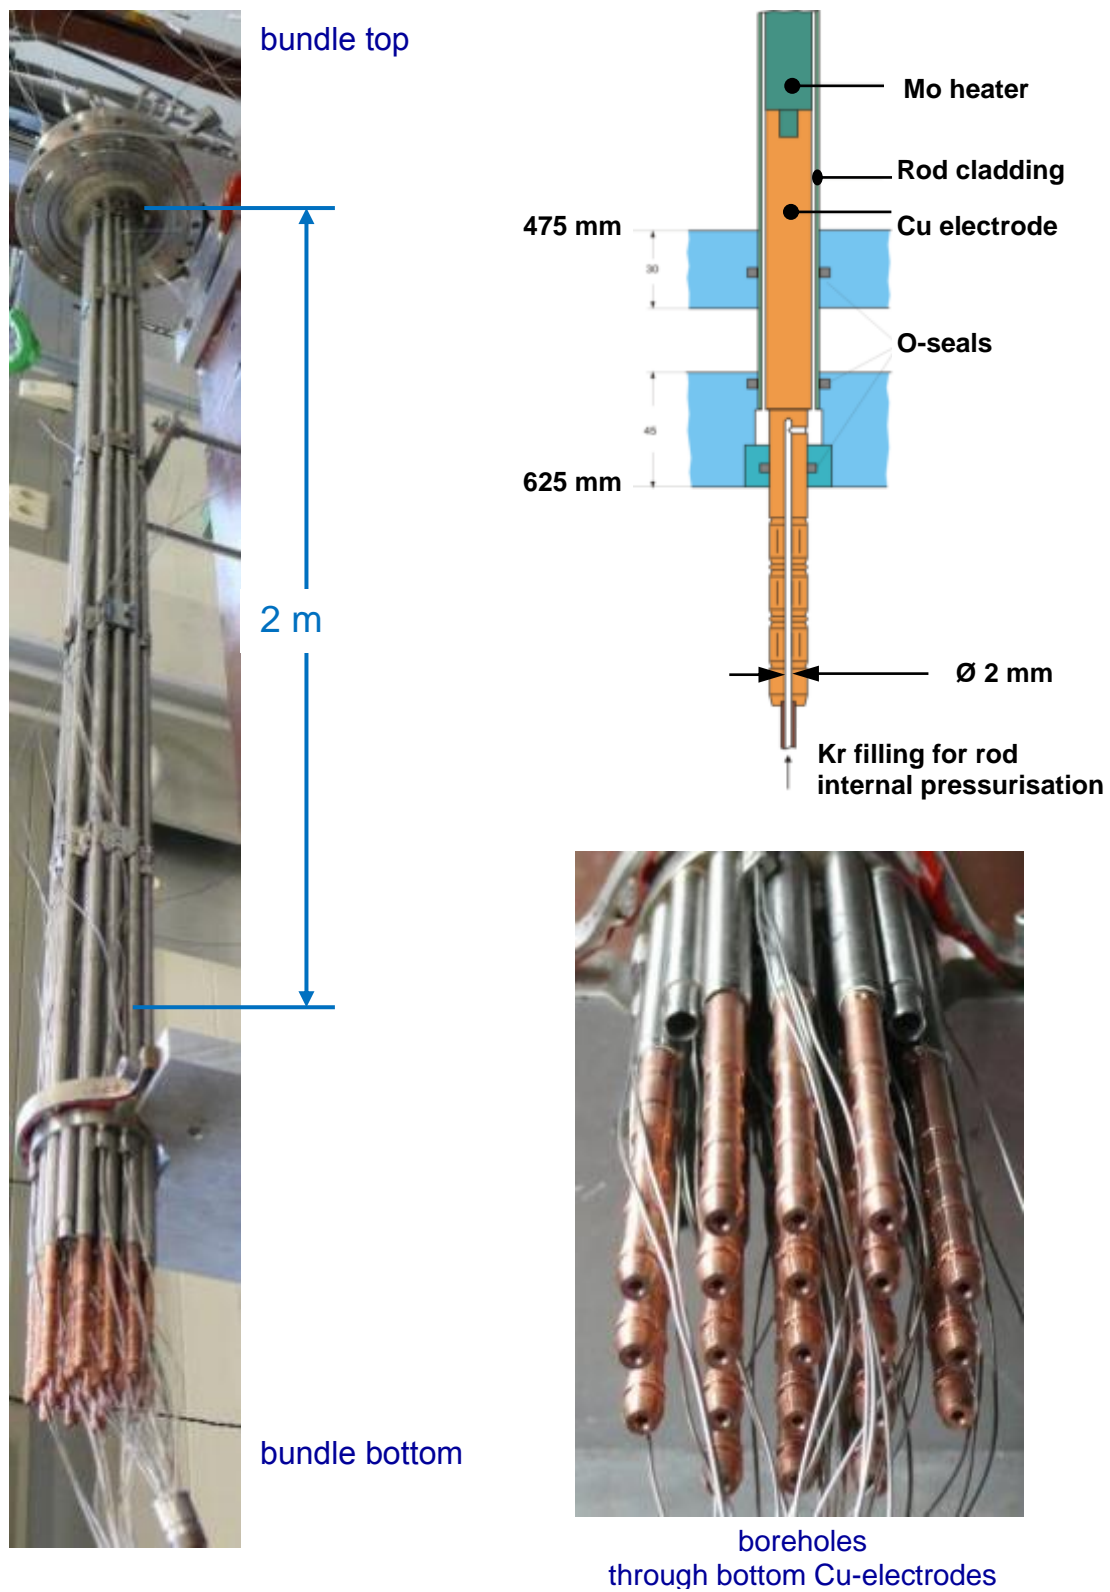 bundle top
2 m
bundle bottom
Mo heater
Rod cladding
475 mm
Cu electrode
30
O-seals
45
625 mm
Ø 2 mm
Kr filling for rod
internal pressurisation
boreholes
through bottom Cu-electrodes